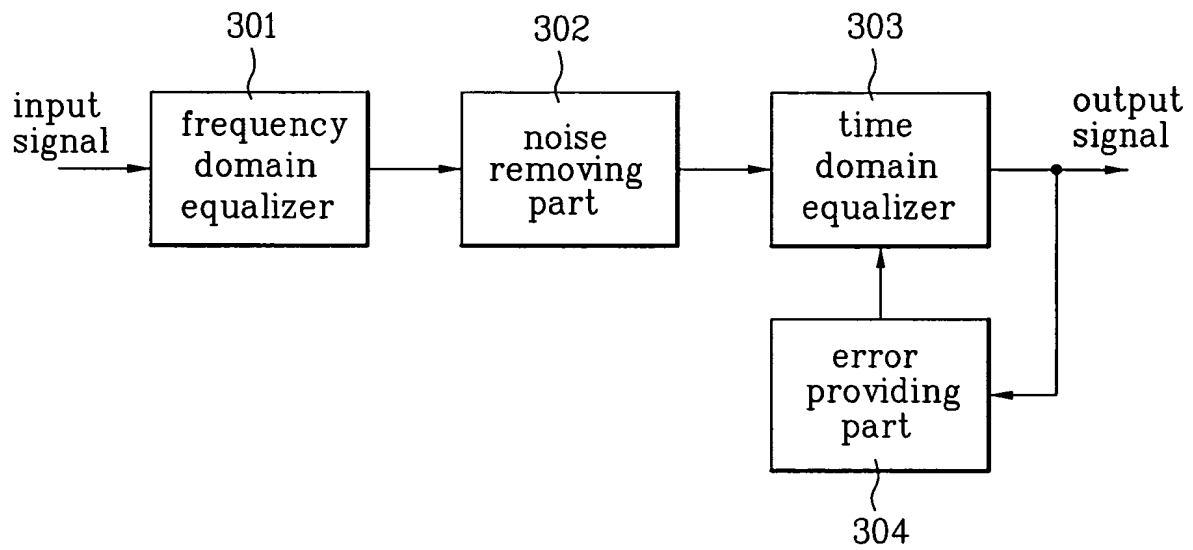 301
302
303
input
signal
frequency
domain
equalizer
noise
removing
part
time
domain
equalizer
output
signal
error
providing
part
304